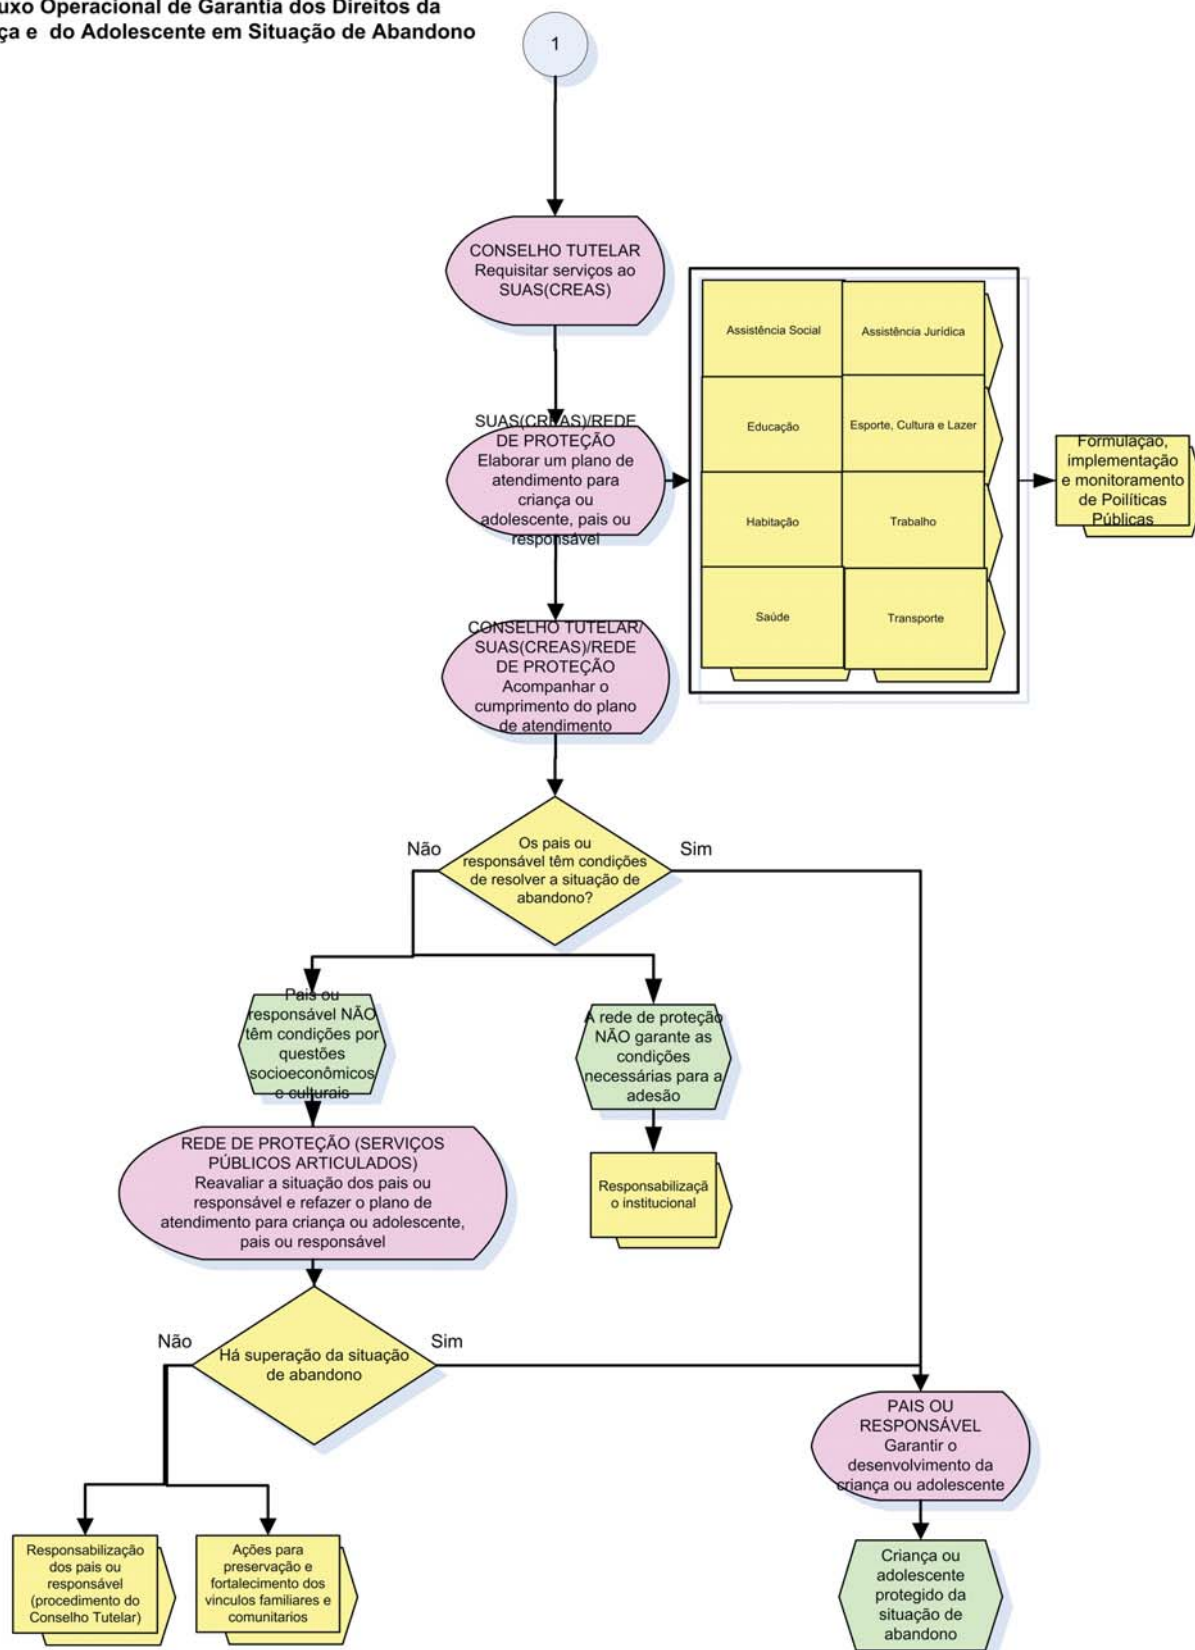 uxo Operacional de Garantia dos Direitos da
ça e do Adolescente em Situação de Abandono
1
CONSELHO TUTELAR
Requisitar serviços ao
SUAS(CREAS)
SUAS(CREAS)/REDE
DE PROTEÇÃO
Elaborar um plano de
atendimento para
criança ou
adolescente, pais ou
responsável
Assistência Social
Assistência Jurídica
Educação
Esporte, Cultura e Lazer
Habitação
Trabalho
Saúde
Transporte
Formulação,
implementação
e monitoramento
de Poilíticas
Públicas
CONSELHO TUTELAR/
SUAS(CREAS)/REDE
DE PROTEÇÃO
Acompanhar o
cumprimento do plano
de atendimento
Os pais ou
responsável têm condições
de resolver a situação de
abandono?
Não
Sim
Pais ou
responsável NÃO
têm condições por
questões
socioeconômicos
e culturais
A rede de proteção
NÃO garante as
condições
necessárias para a
adesão
REDE DE PROTEÇÃO (SERVIÇOS
PÚBLICOS ARTICULADOS)
Reavaliar a situação dos pais ou
responsável e refazer o plano de
atendimento para criança ou adolescente,
pais ou responsável
Responsabilizaçã
o institucional
Há superação da situação
de abandono
Não
Sim
PAIS OU
RESPONSÁVEL
Garantir o
desenvolvimento da
criança ou adolescente
Responsabilização
dos pais ou
responsável
(procedimento do
Conselho Tutelar)
Ações para
preservação e
fortalecimento dos
vinculos familiares e
comunitarios
Criança ou
adolescente
protegido da
situação de
abandono